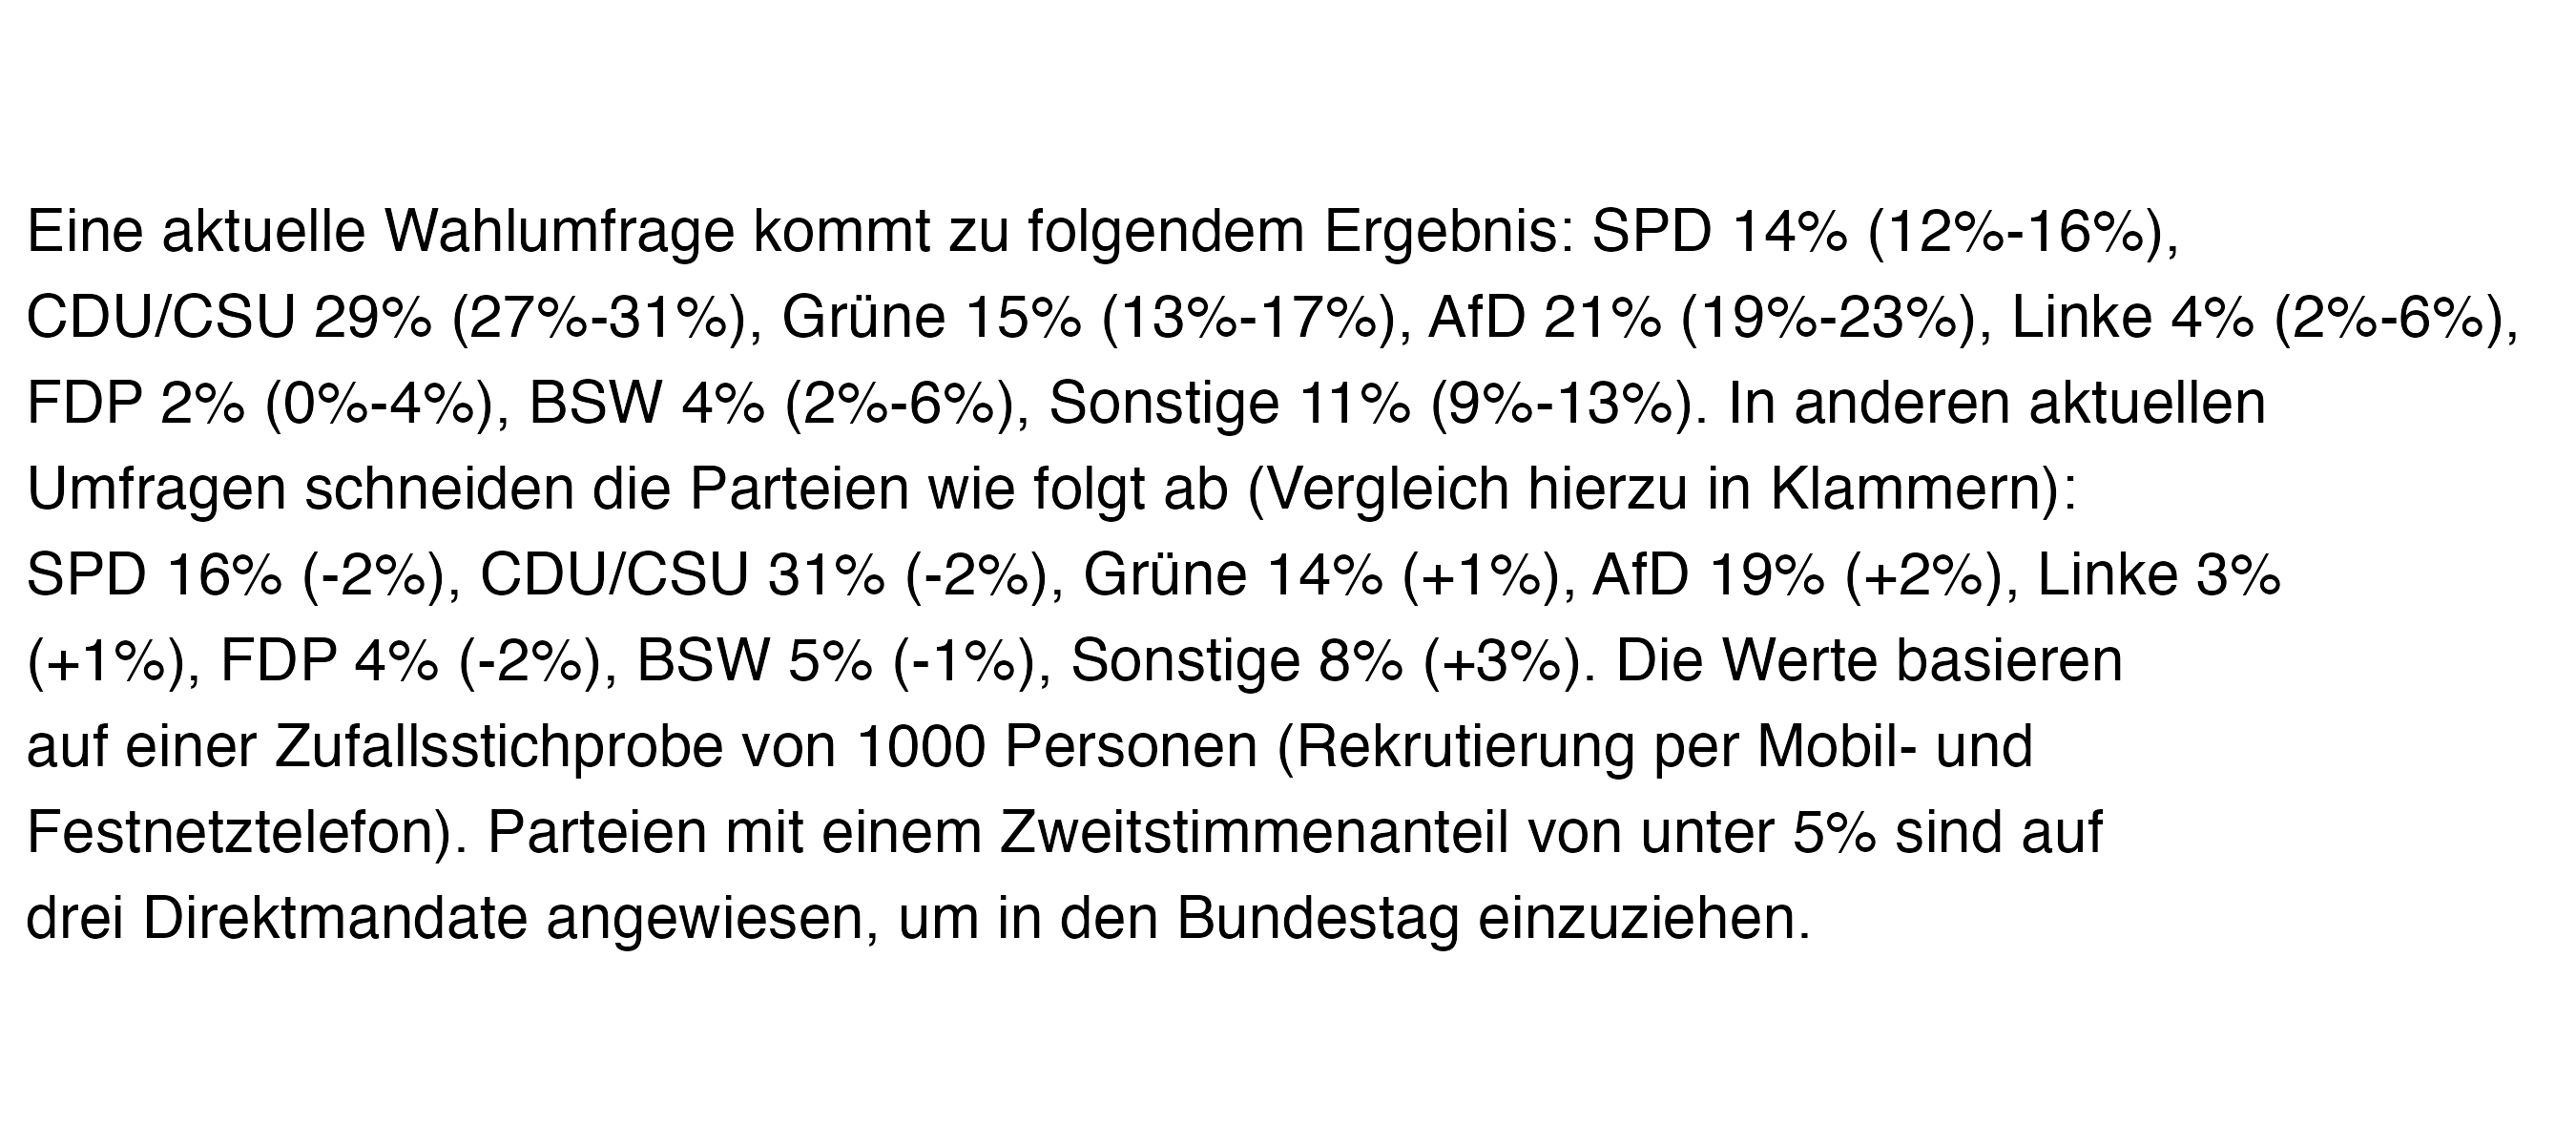 Eine aktuelle Wahlumfrage kommt zu folgendem Ergebnis: SPD 14% (12%-16%),
CDU/CSU 29% (27%-31%), Grüne 15% (13%-17%), AfD 21% (19%-23%), Linke 4% (2%-6%),
FDP 2% (0%-4%), BSW 4% (2%-6%), Sonstige 11% (9%-13%). In anderen aktuellen
Umfragen schneiden die Parteien wie folgt ab (Vergleich hierzu in Klammern):
SPD 16% (-2%), CDU/CSU 31% (-2%), Grüne 14% (+1%), AfD 19% (+2%), Linke 3%
(+1%), FDP 4% (-2%), BSW 5% (-1%), Sonstige 8% (+3%). Die Werte basieren
auf einer Zufallsstichprobe von 1000 Personen (Rekrutierung per Mobil- und
Festnetztelefon). Parteien mit einem Zweitstimmenanteil von unter 5% sind auf
drei Direktmandate angewiesen, um in den Bundestag einzuziehen.